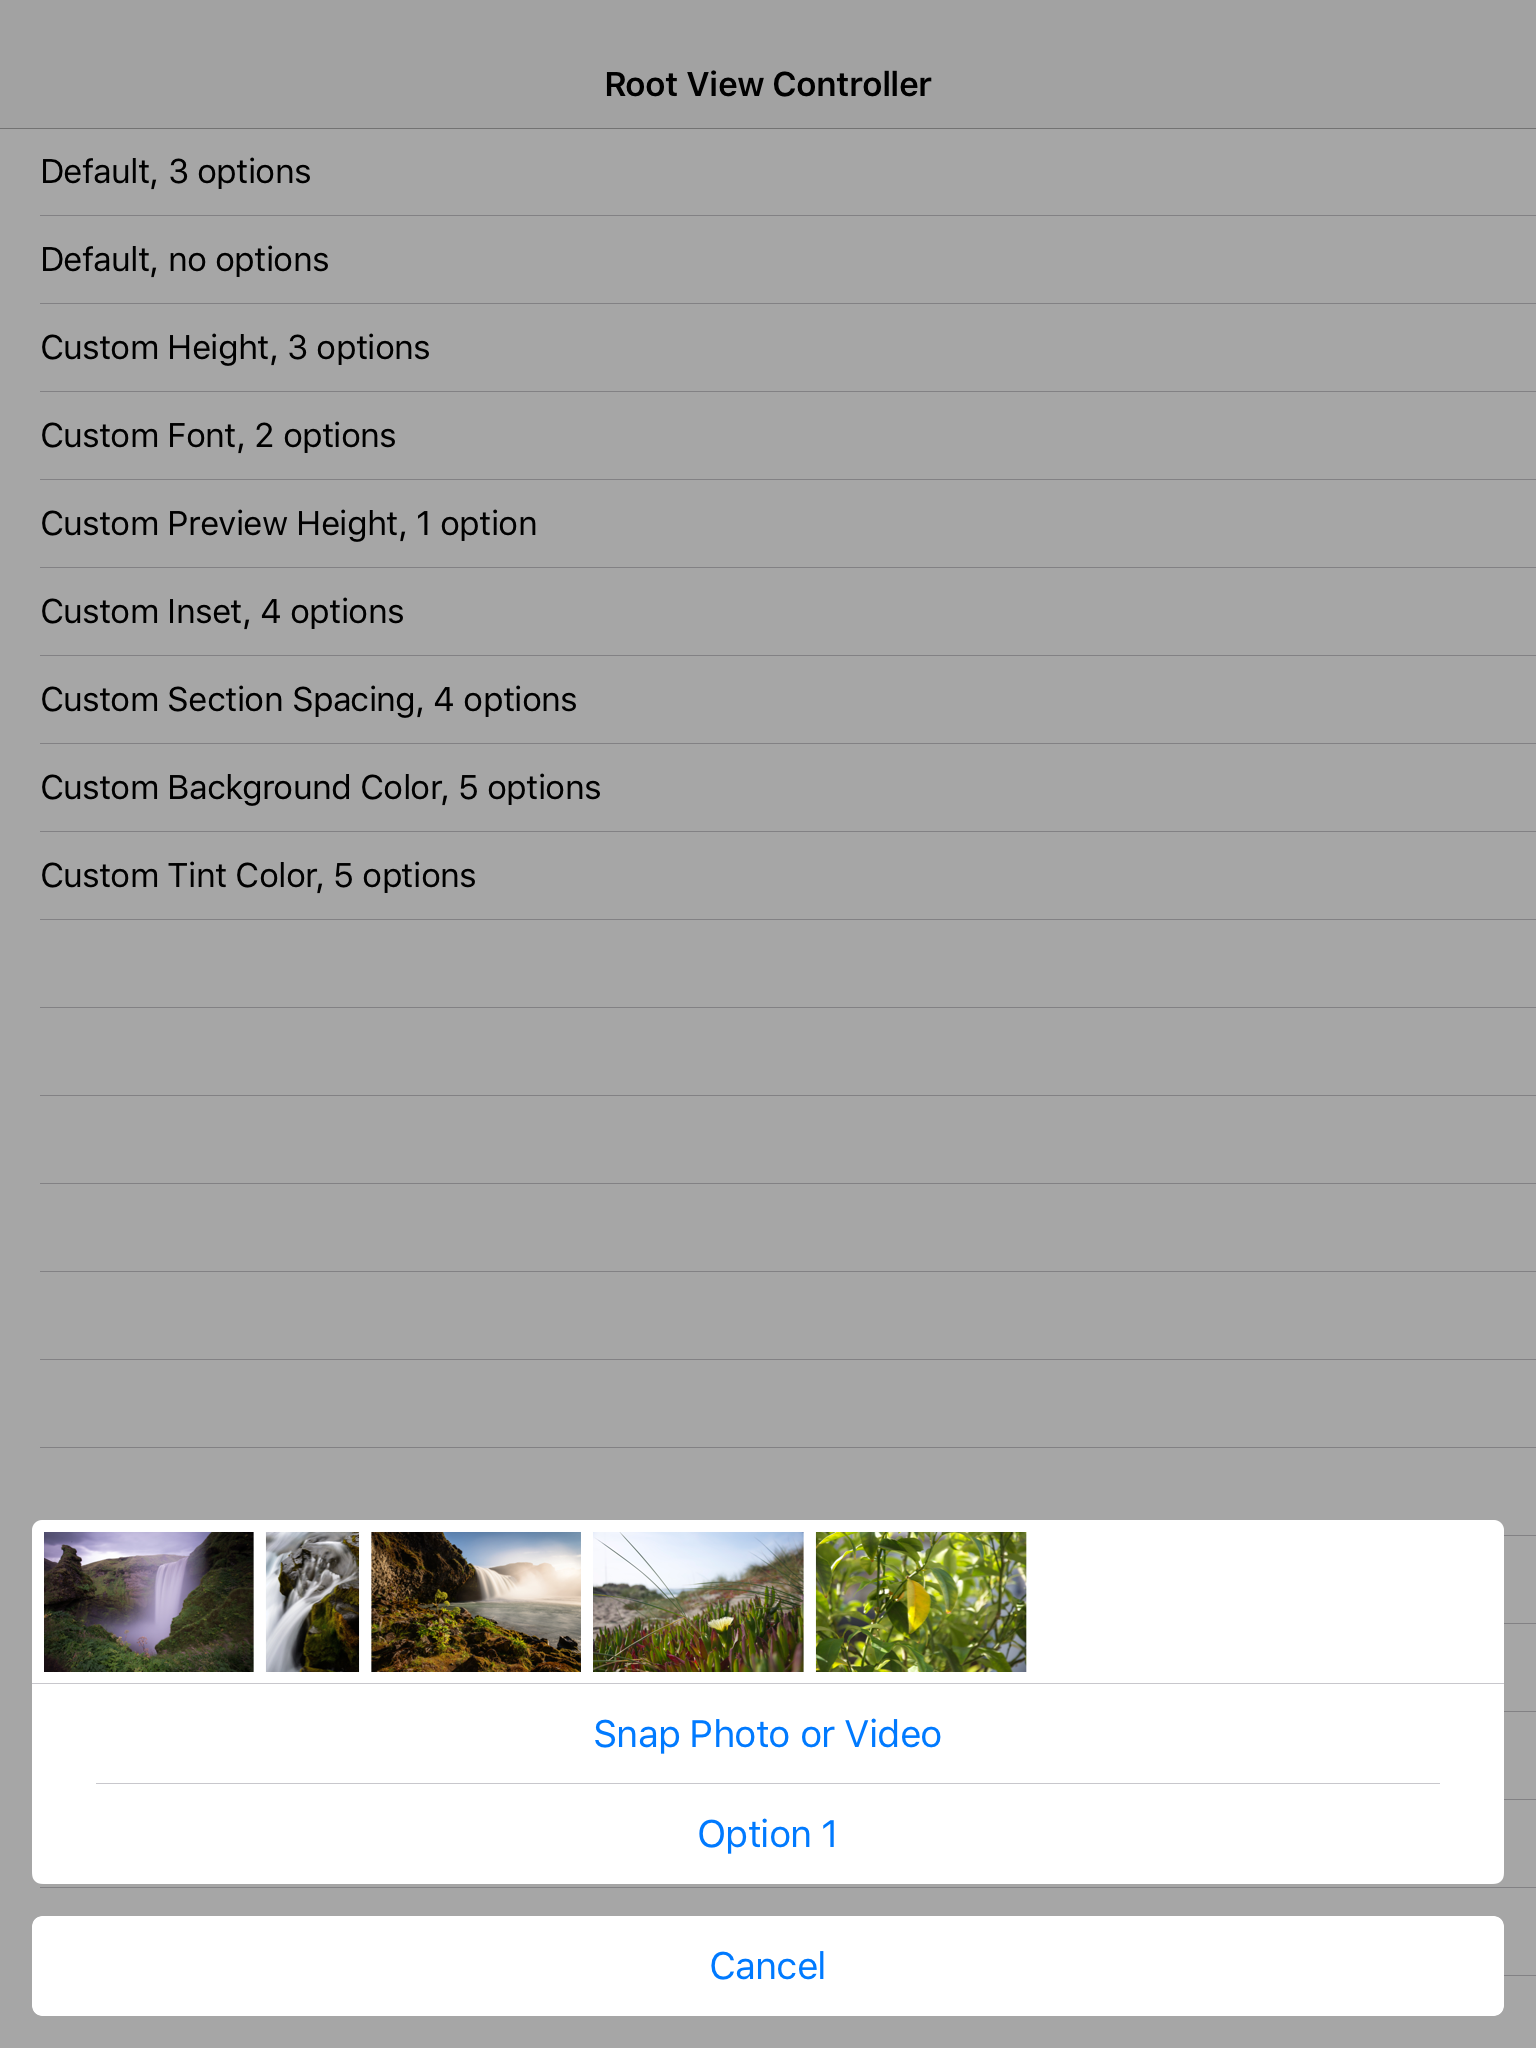 Root View Controller
Default, 3 options
Default, no options
Custom Height, 3 options
Custom Font, 2 options
Custom Preview Height, 1 option
Custom Inset, 4 options
Custom Section Spacing, 4 options
Custom Background Color, 5 options
Custom Tint Color, 5 options
Snap Photo or Video
Option 1
Cancel